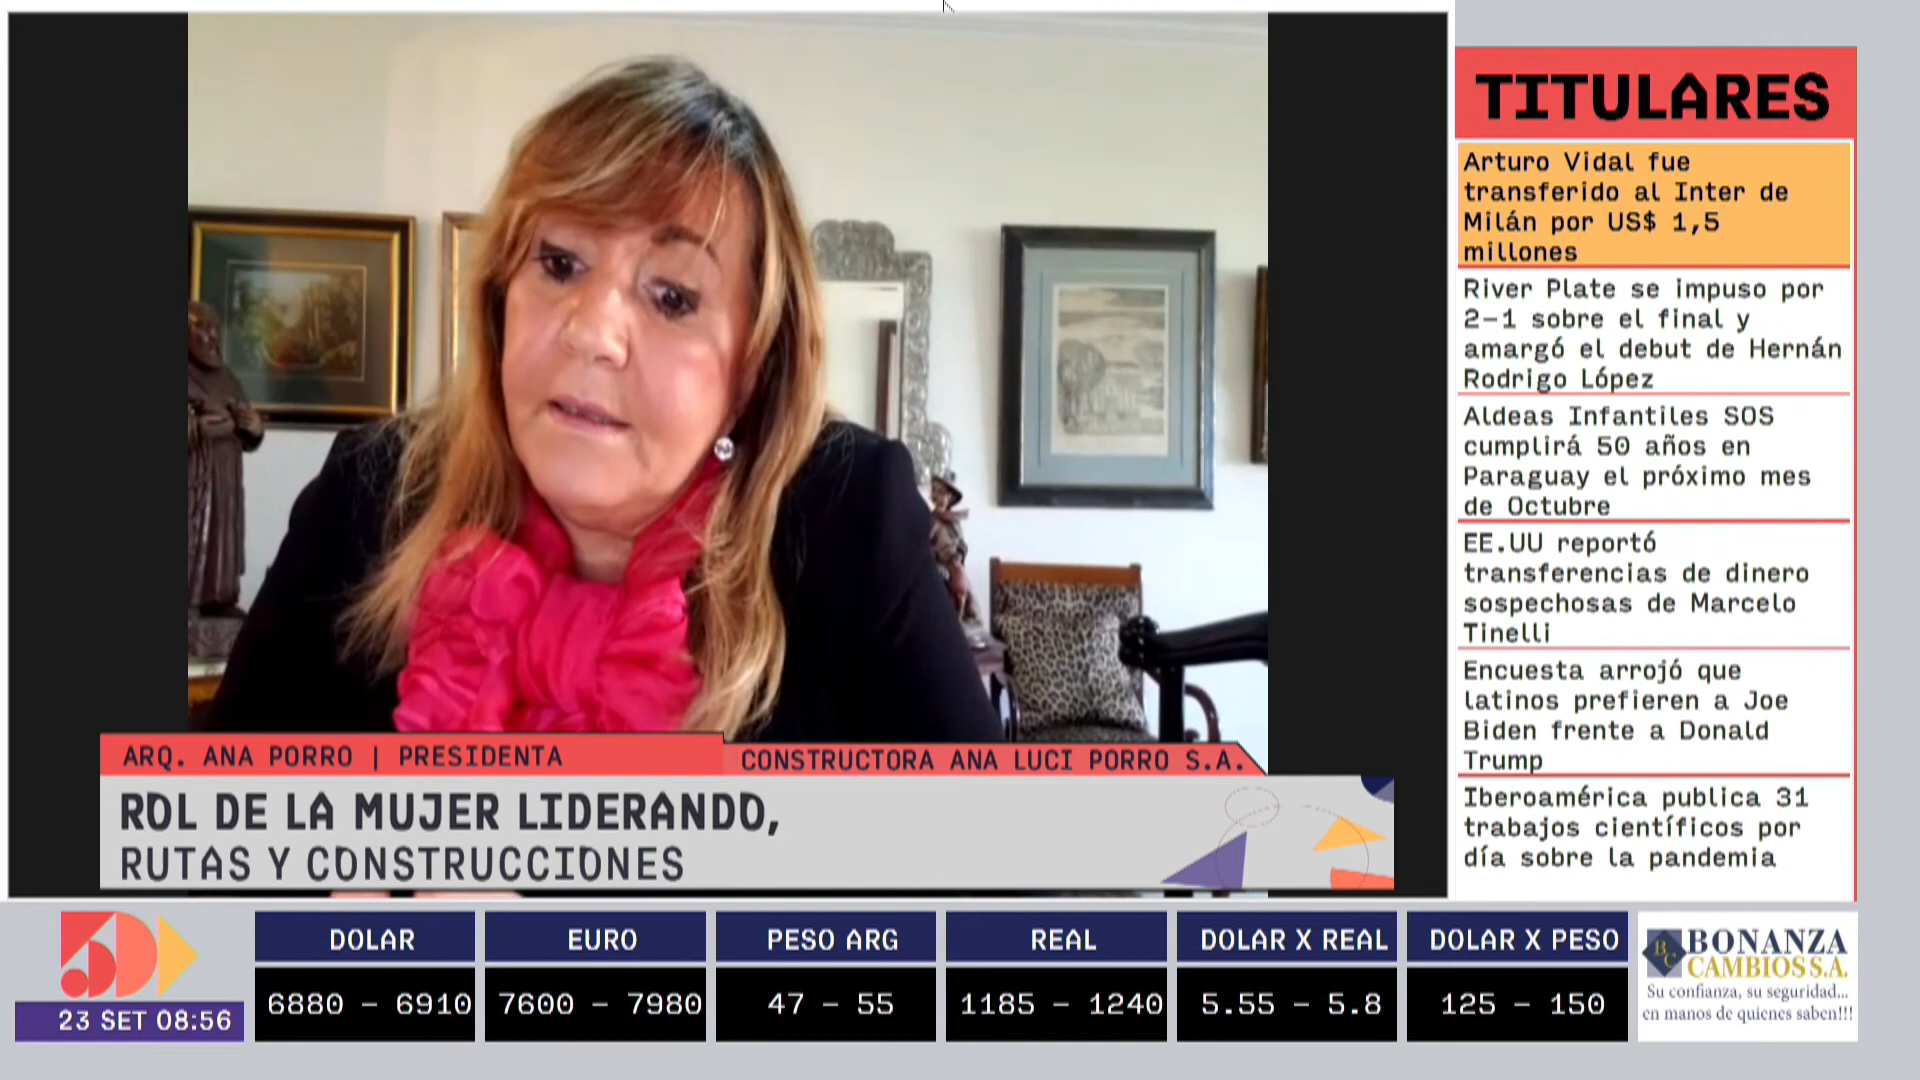 TITULARES
Arturo Vidal fue
transferido al Inter de
Milán por US$ 1,5
millones
River Plate se impuso por
2-1 sobre el final y
amargó el debut de Hernán
Rodrigo López
Aldeas Infantiles SOS
cumplirá 50 años en
Paraguay el próximo mes
de Octubre
EE.UU reportó
transferencias de dinero
sospechosas de Marcelo
Tinelli
Encuesta arrojó que
latinos prefieren a Joe
Biden frente a Donald
Trump
Iberoamérica publica 31
trabajos científicos por
día sobre la pandemia
ARQ. ANA PORRO | PRESIDENTA
CONSTRUCTORA ANA LUCI PORRO S.A.
ROL DE LA MUJER LIDERANDO,
RUTAS Y CONSTRUCCIONES
5D
23 SET 08:56
DOLAR
6880 - 6910
EURO
7600 - 7980
PESO ARG
47 - 55
REAL
1185 - 1240
DOLAR X REAL
5.55 - 5.8
DOLAR X PESO
125 - 150
BC
BONANZA
CAMBIOS S.A.
Su confianza, su seguridad...
en manos de quienes saben!!!